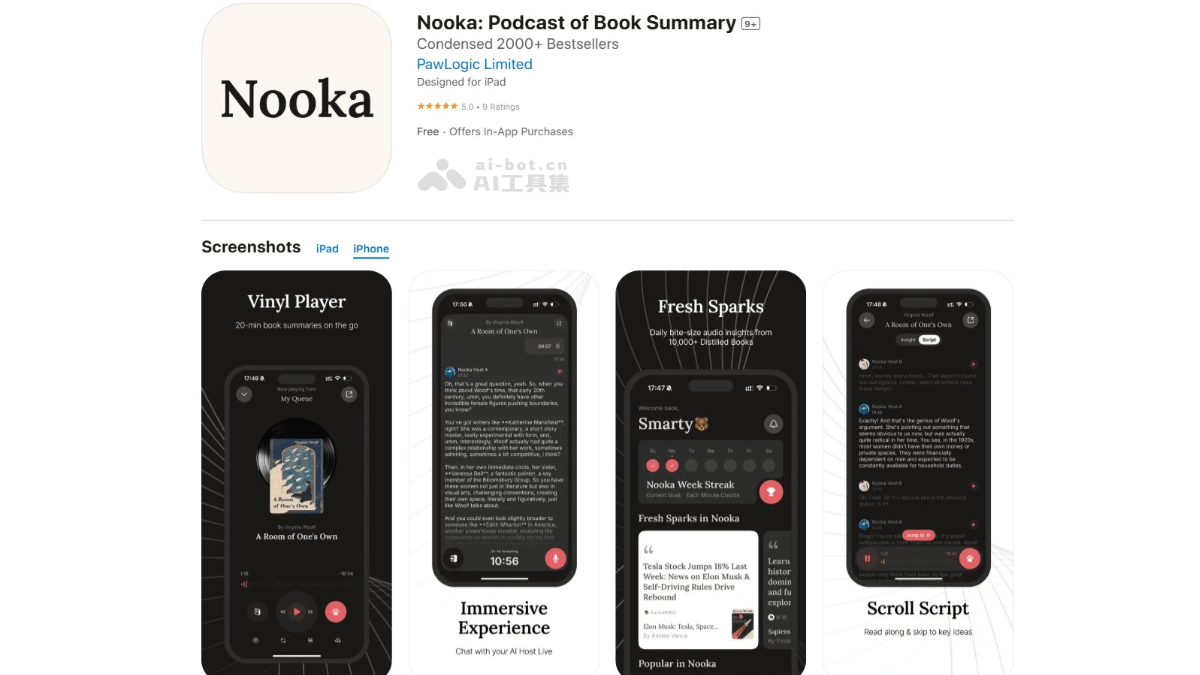 Nooka
Nooka: Podcast of Book Summary 9+
Condensed 2000+ Bestsellers
PawLogic Limited
Designed for iPad
★★★★★ 5.0 • 9 Ratings
Free · Offers In-App Purchases
ai-bot.cn
AI工具集
Screenshots iPad iPhone
Vinyl Player
20-min book summaries on the go
17:48
Now playing from
My Queue
Virginia Woolf
A Room of
One's Own
By Virginia Woolf
A Room of One's Own
1:16 -16:54
17:50
By Virginia Woolf
A Room of One's Own
00:07
Nooka Host A
Oh, that's a great question, yeah. So, when you
think about Woolf's time, that early 20th
century, umm, you definitely have other
incredible female figures pushing boundaries,
you know?
You've got writers like **Katherine Mansfield**,
right? She was a contemporary, a short story
master, really experimental with form, and,
umm, interestingly, Woolf actually had quite a
complex relationship with her work, sometimes
admiring, sometimes a bit competitive, I think?
Then, in her own immediate circle, her sister,
**Vanessa Bell**, a fantastic painter, a key
member of the Bloomsbury Group. So you have
these women not just in literature but also in
visual arts, challenging conventions, creating
their own space, literally and figuratively, just
like Woolf talks about.
And you could even look slightly broader to
someone like **Edith Wharton** in America,
another powerhouse novelist, exploring the
constraints on women in society during that
10:56
Immersive
Experience
Chat with your AI Host Live
Fresh Sparks
Daily bite-size audio insights from
10,000+ Distilled Books
17:47
Welcome back,
Smarty🐻
Su Mo Tu We Th Fr Sa
Nooka Week Streak
Current Goal Each Minute Counts
Fresh Sparks in Nooka
Tesla Stock Jumps 18% Last
Week: News on Elon Musk &
Self-Driving Rules Drive
Rebound
Elon Musk: Tesla, Space...
By Ashlee Vance
Learn
histor
domin
and fu
explor
Sapiens
Popular in Nooka
17:48
Virginia Woolf
A Room of One's Own
Insight Script
Nooka Host B
Nooka Host A
Exactly! And that's the genius of Woolf's
argument. She's pointing out something that
seems obvious to us now, but was actually
quite radical in her time. You see, in the 1920s,
most women didn't have their own money or
private spaces. They were financially
dependent on men and expected to be
constantly available for household duties.
Nooka Host B
Nooka Host A
Jump to
Scroll Script
Read along & skip to key ideas